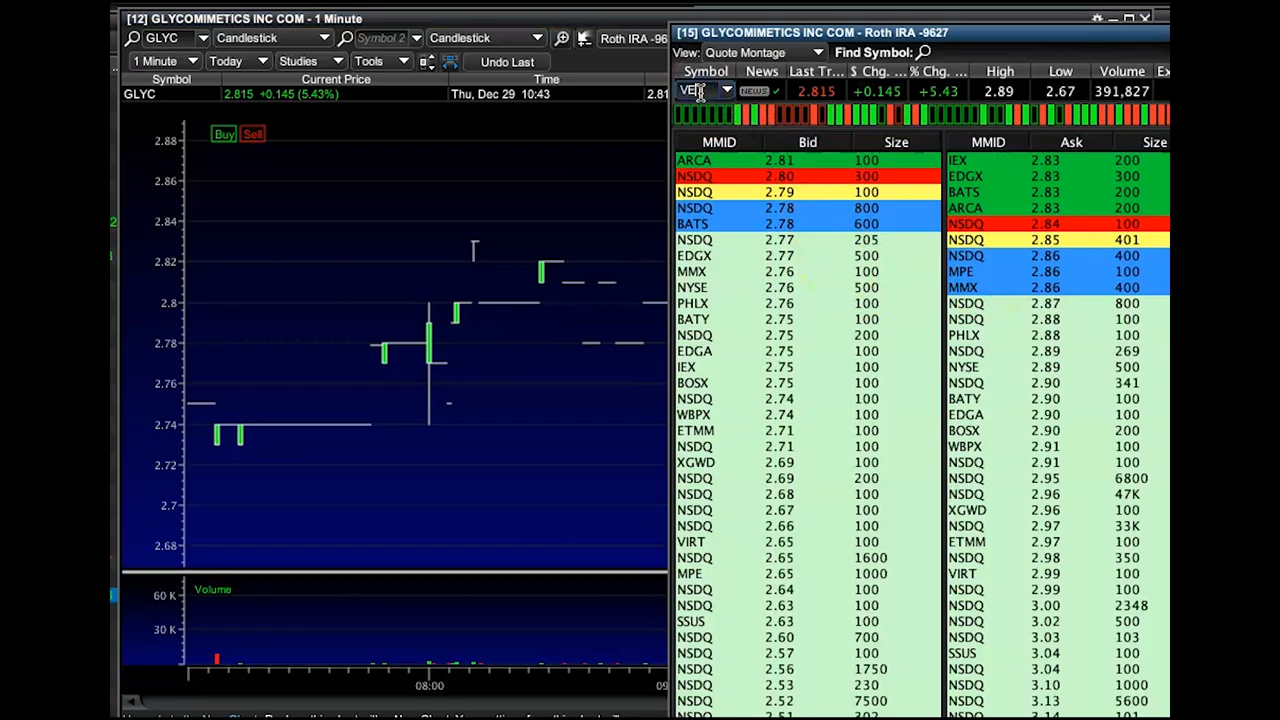 [12] GLYCOMIMETICS INC COM - 1 Minute
GLYC Candlestick Symbol 2 Candlestick Roth IRA -96
1 Minute Today Studies Tools Undo Last
Symbol Current Price Time
GLYC 2.815 +0.145 (5.43%) Thu, Dec 29 - 10:43 2.81
Buy Sell
2.88
2.86
2.84
2.82
2.8
2.78
2.76
2.74
2.72
2.7
2.68
Volume
60 K
30 K
08:00 09
[15] GLYCOMIMETICS INC COM - Roth IRA -9627
View: Quote Montage Find Symbol:
Symbol News Last Tr... $ Chg. ... % Chg. ... High Low Volume Ex
NEWS 2.815 +0.145 +5.43 2.89 2.67 391,827
MMID Bid Size MMID Ask Size
ARCA 2.81 100 IEX 2.83 200
NSDQ 2.80 300 EDGX 2.83 300
NSDQ 2.79 100 BATS 2.83 200
NSDQ 2.78 800 ARCA 2.83 200
BATS 2.78 600 NSDQ 2.84 100
NSDQ 2.77 205 NSDQ 2.85 401
EDGX 2.77 500 NSDQ 2.86 400
MMX 2.76 100 MPE 2.86 100
NYSE 2.76 500 MMX 2.86 400
PHLX 2.76 100 NSDQ 2.87 800
BATY 2.75 100 NSDQ 2.88 100
NSDQ 2.75 200 PHLX 2.88 100
EDGA 2.75 100 NSDQ 2.89 269
IEX 2.75 100 NYSE 2.89 500
BOSX 2.75 100 NSDQ 2.90 341
NSDQ 2.74 100 BATY 2.90 100
WBPX 2.74 100 EDGA 2.90 100
ETMM 2.71 100 BOSX 2.90 200
NSDQ 2.71 100 WBPX 2.91 100
XGWD 2.69 100 NSDQ 2.91 100
NSDQ 2.69 200 NSDQ 2.95 6800
NSDQ 2.68 100 NSDQ 2.96 47K
NSDQ 2.67 100 XGWD 2.96 100
NSDQ 2.66 100 NSDQ 2.97 33K
VIRT 2.65 100 ETMM 2.97 100
NSDQ 2.65 1600 NSDQ 2.98 350
MPE 2.65 1000 VIRT 2.99 100
NSDQ 2.64 100 NSDQ 2.99 100
NSDQ 2.63 100 NSDQ 3.00 2348
SSUS 2.63 100 NSDQ 3.02 500
NSDQ 2.60 700 NSDQ 3.03 103
NSDQ 2.57 100 SSUS 3.04 100
NSDQ 2.56 1750 NSDQ 3.04 100
NSDQ 2.53 230 NSDQ 3.10 1000
NSDQ 2.52 7500 NSDQ 3.13 5600
NSDQ 2.51 302 NSDQ 3.14 101